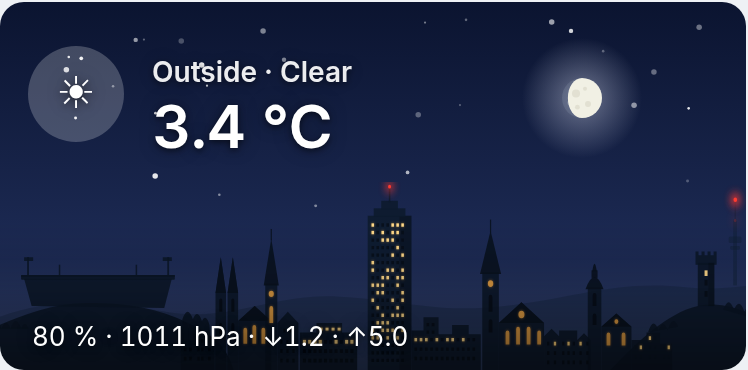 Outside · Clear
3.4 °C
80 % · 1011 hPa · ↓1.2 · ↑5.0